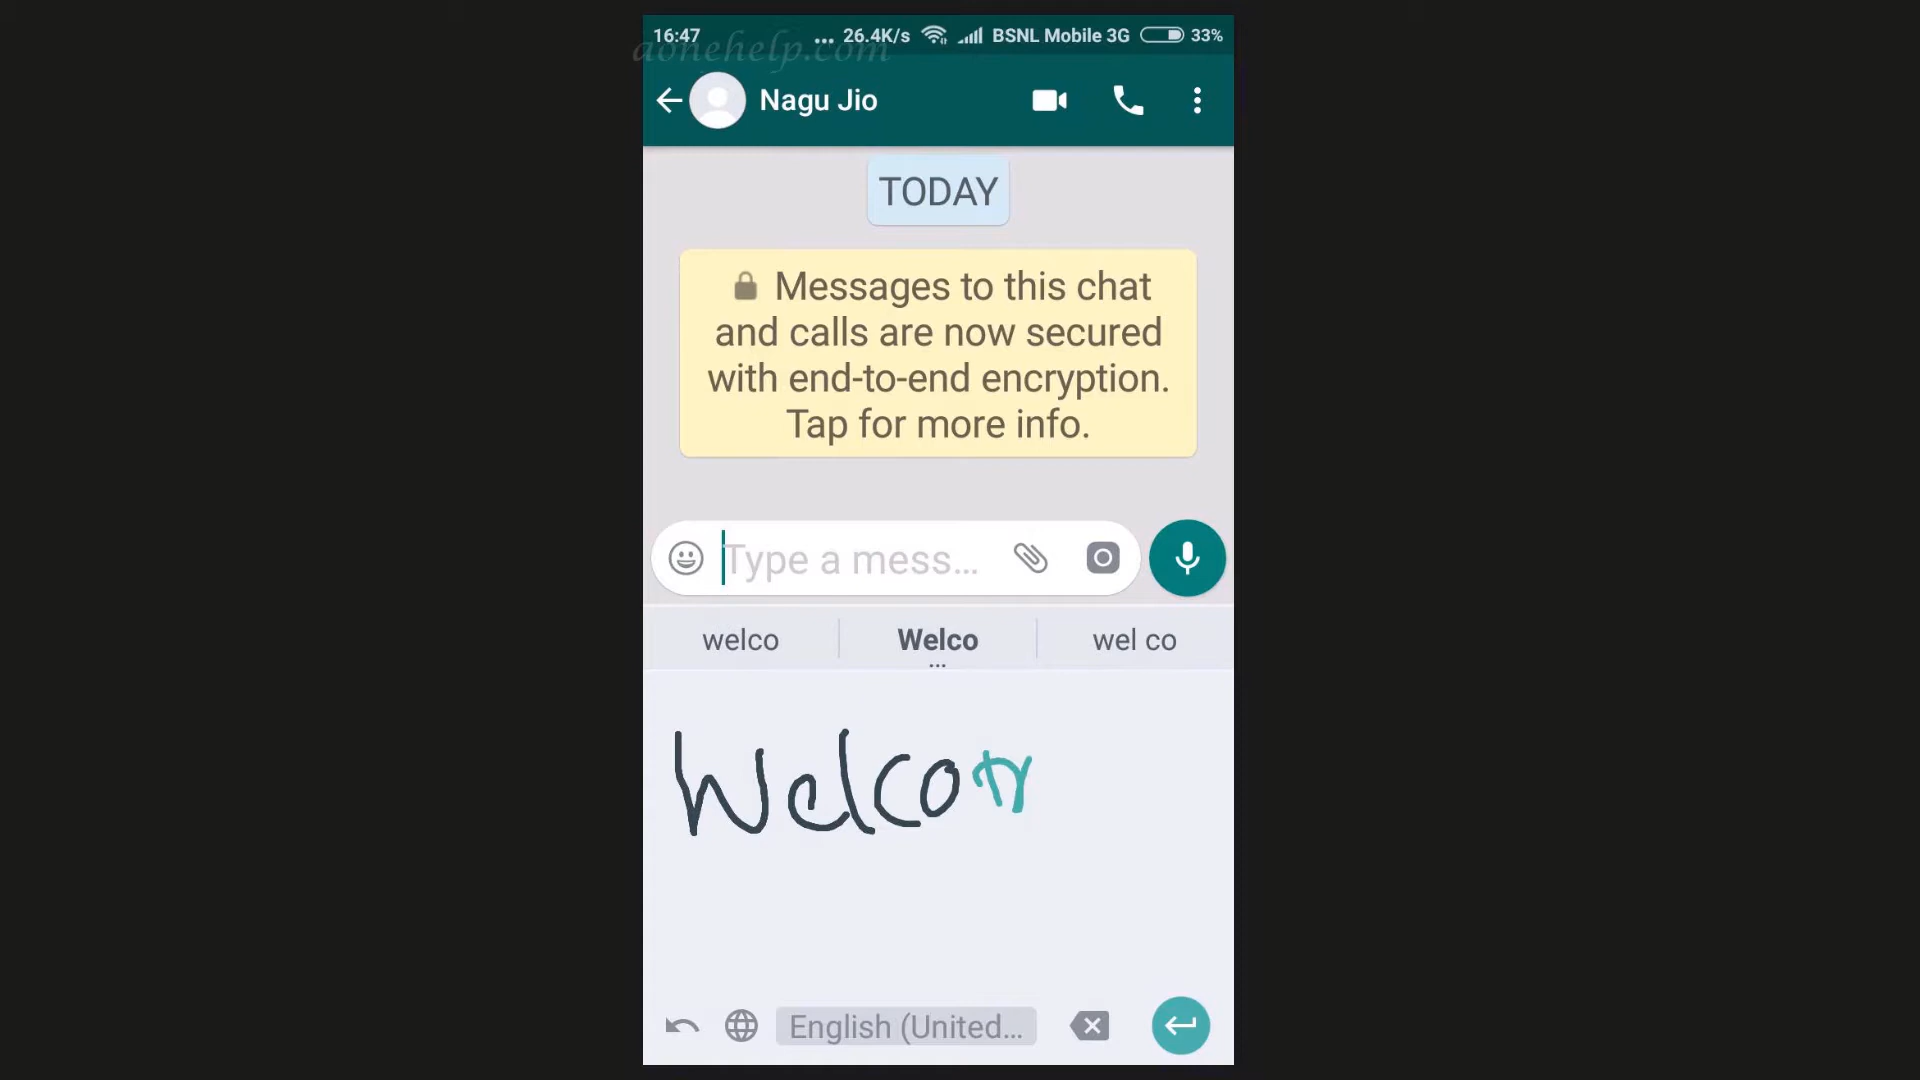 16:47 ... 26.4K/s BSNL Mobile 3G 33%
aonehelp.com
Nagu Jio
TODAY
Messages to this chat
and calls are now secured
with end-to-end encryption.
Tap for more info.
Type a mess...
welco Welco wel co
...
Welcom
English (United...